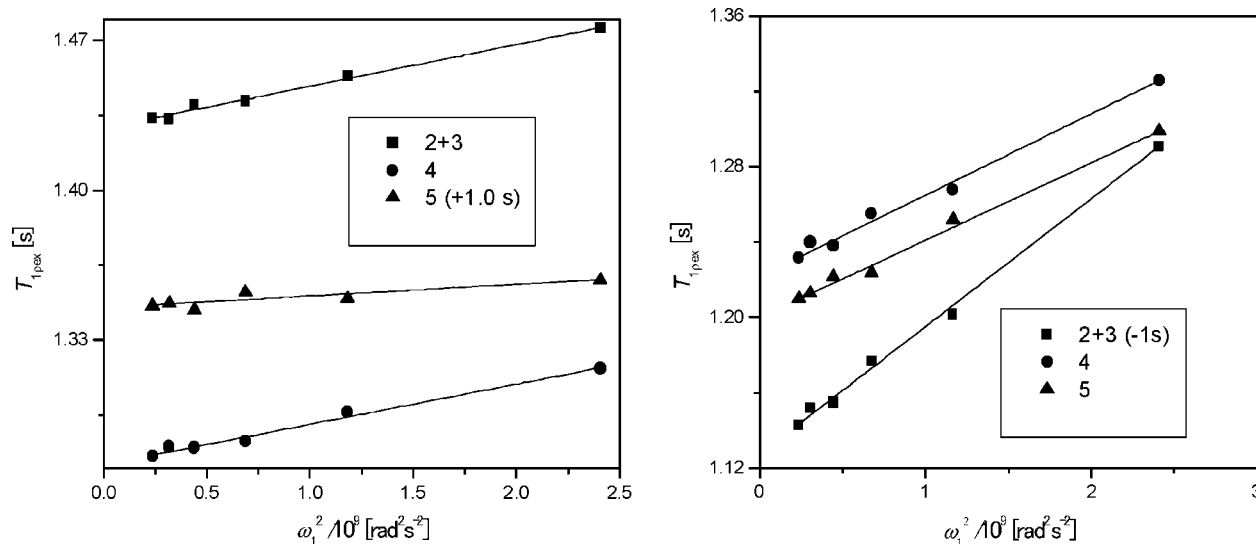 1.47
1.40
1.33
T1ρex [s]
2+3
4
5 (+1.0 s)
0.0 0.5 1.0 1.5 2.0 2.5
ω1² /10⁹ [rad²s⁻²]
1.36
1.28
1.20
1.12
T1ρex [s]
2+3 (-1s)
4
5
0 1 2 3
ω1² /10⁹ [rad²s⁻²]